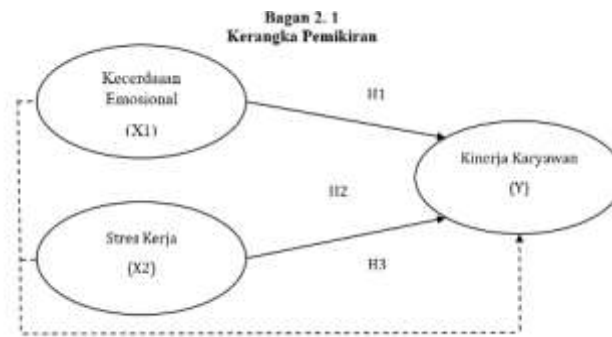 Bagan 2. 1
Kerangka Pemikiran
Kecerdasan
Emosional
(X1)
H1
Kinerja Karyawan
(Y)
H2
Stres Kerja
(X2)
H3